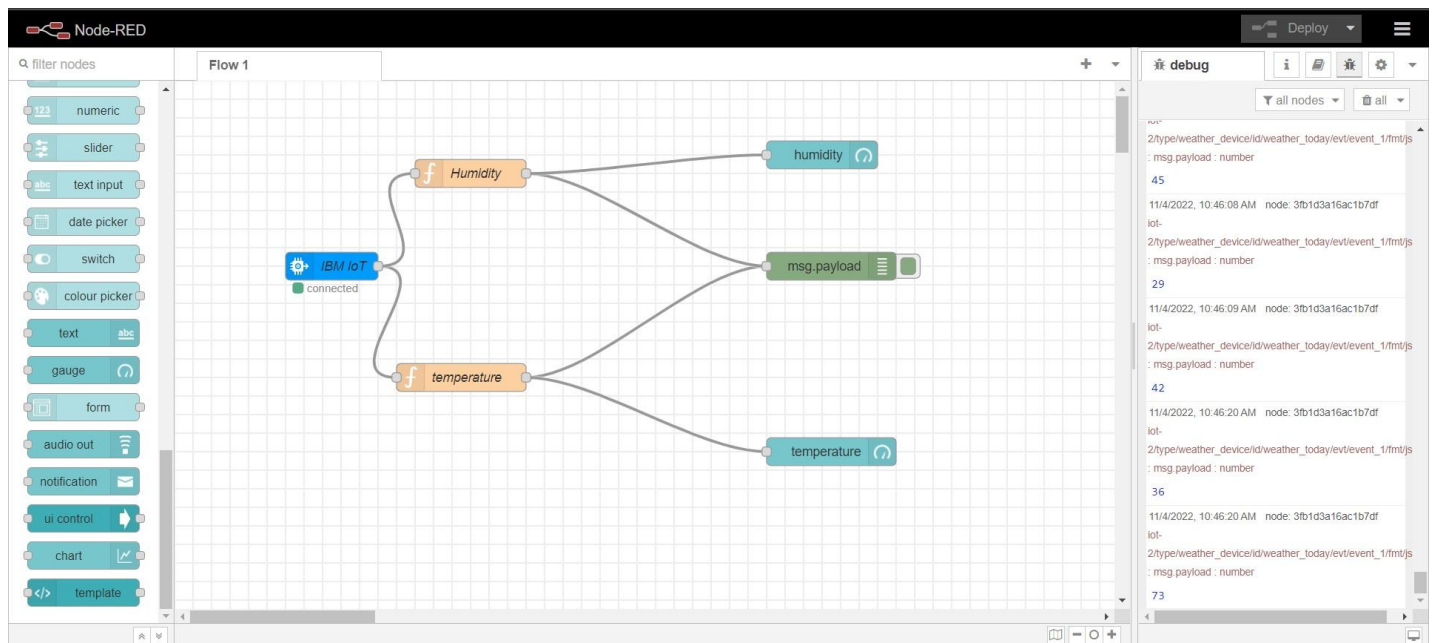 Node-RED
Deploy
filter nodes
Flow 1
debug
i
all nodes
all
123 numeric
slider
abc text input
date picker
switch
colour picker
text abc
gauge
form
audio out
notification
ui control
chart
</> template
humidity
f Humidity
IBM IoT
connected
msg.payload
f temperature
temperature
2/type/weather_device/id/weather_today/evt/event_1/fmt/js
: msg.payload : number
45
11/4/2022, 10:46:08 AM node: 3fb1d3a16ac1b7df
iot-
2/type/weather_device/id/weather_today/evt/event_1/fmt/js
: msg.payload : number
29
11/4/2022, 10:46:09 AM node: 3fb1d3a16ac1b7df
iot-
2/type/weather_device/id/weather_today/evt/event_1/fmt/js
: msg.payload : number
42
11/4/2022, 10:46:20 AM node: 3fb1d3a16ac1b7df
iot-
2/type/weather_device/id/weather_today/evt/event_1/fmt/js
: msg.payload : number
36
11/4/2022, 10:46:20 AM node: 3fb1d3a16ac1b7df
iot-
2/type/weather_device/id/weather_today/evt/event_1/fmt/js
: msg.payload : number
73